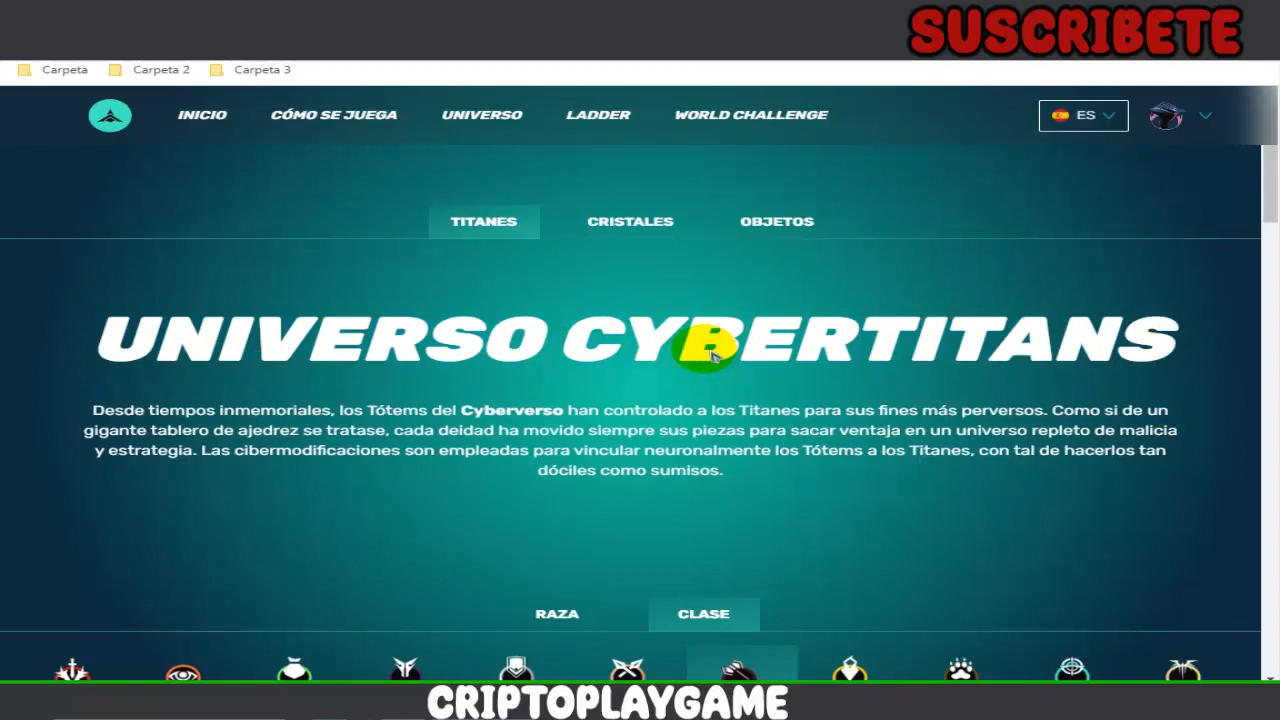 SUSCRIBETE
Carpeta Carpeta 2 Carpeta 3
INICIO CÓMO SE JUEGA UNIVERSO LADDER WORLD CHALLENGE ES
TITANES CRISTALES OBJETOS
UNIVERSO CYBERTITANS
Desde tiempos inmemoriales, los Tótems del Cyberverso han controlado a los Titanes para sus fines más perversos. Como si de un
gigante tablero de ajedrez se tratase, cada deidad ha movido siempre sus piezas para sacar ventaja en un universo repleto de malicia
y estrategia. Las cibermodificaciones son empleadas para vincular neuronalmente los Tótems a los Titanes, con tal de hacerlos tan
dóciles como sumisos.
RAZA CLASE
CRIPTOPLAYGAME